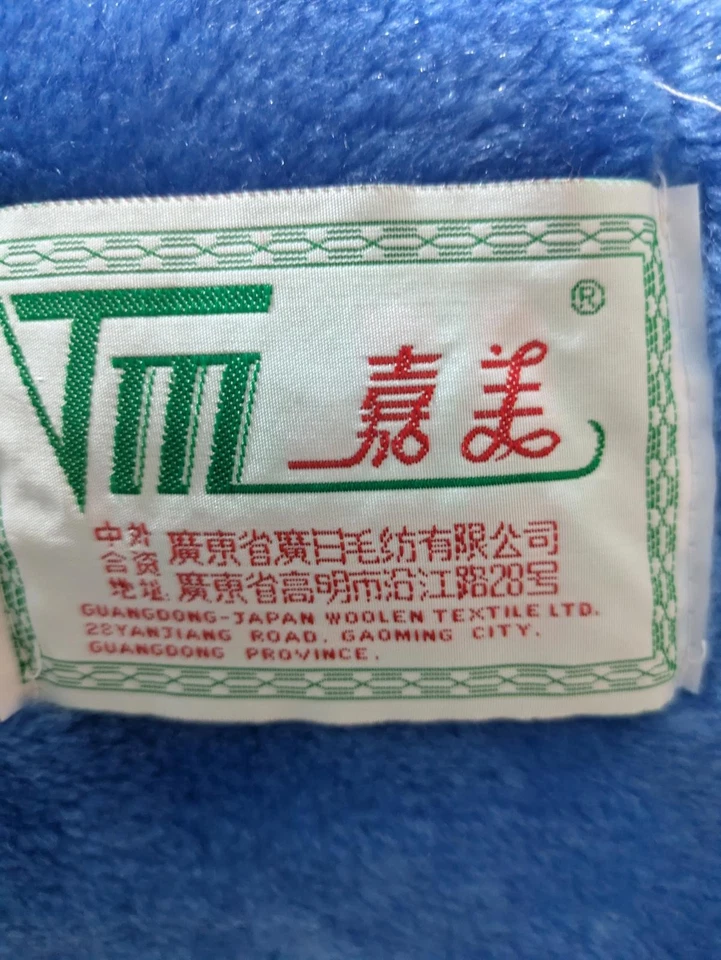 TM 嘉美 ®
中外合资 廣東省廣日毛纺有限公司
地址 廣東省高明市沿江路28号
GUANGDONG-JAPAN WOOLEN TEXTILE LTD.
28YANJIANG ROAD. GAOMING CITY.
GUANGDONG PROVINCE.